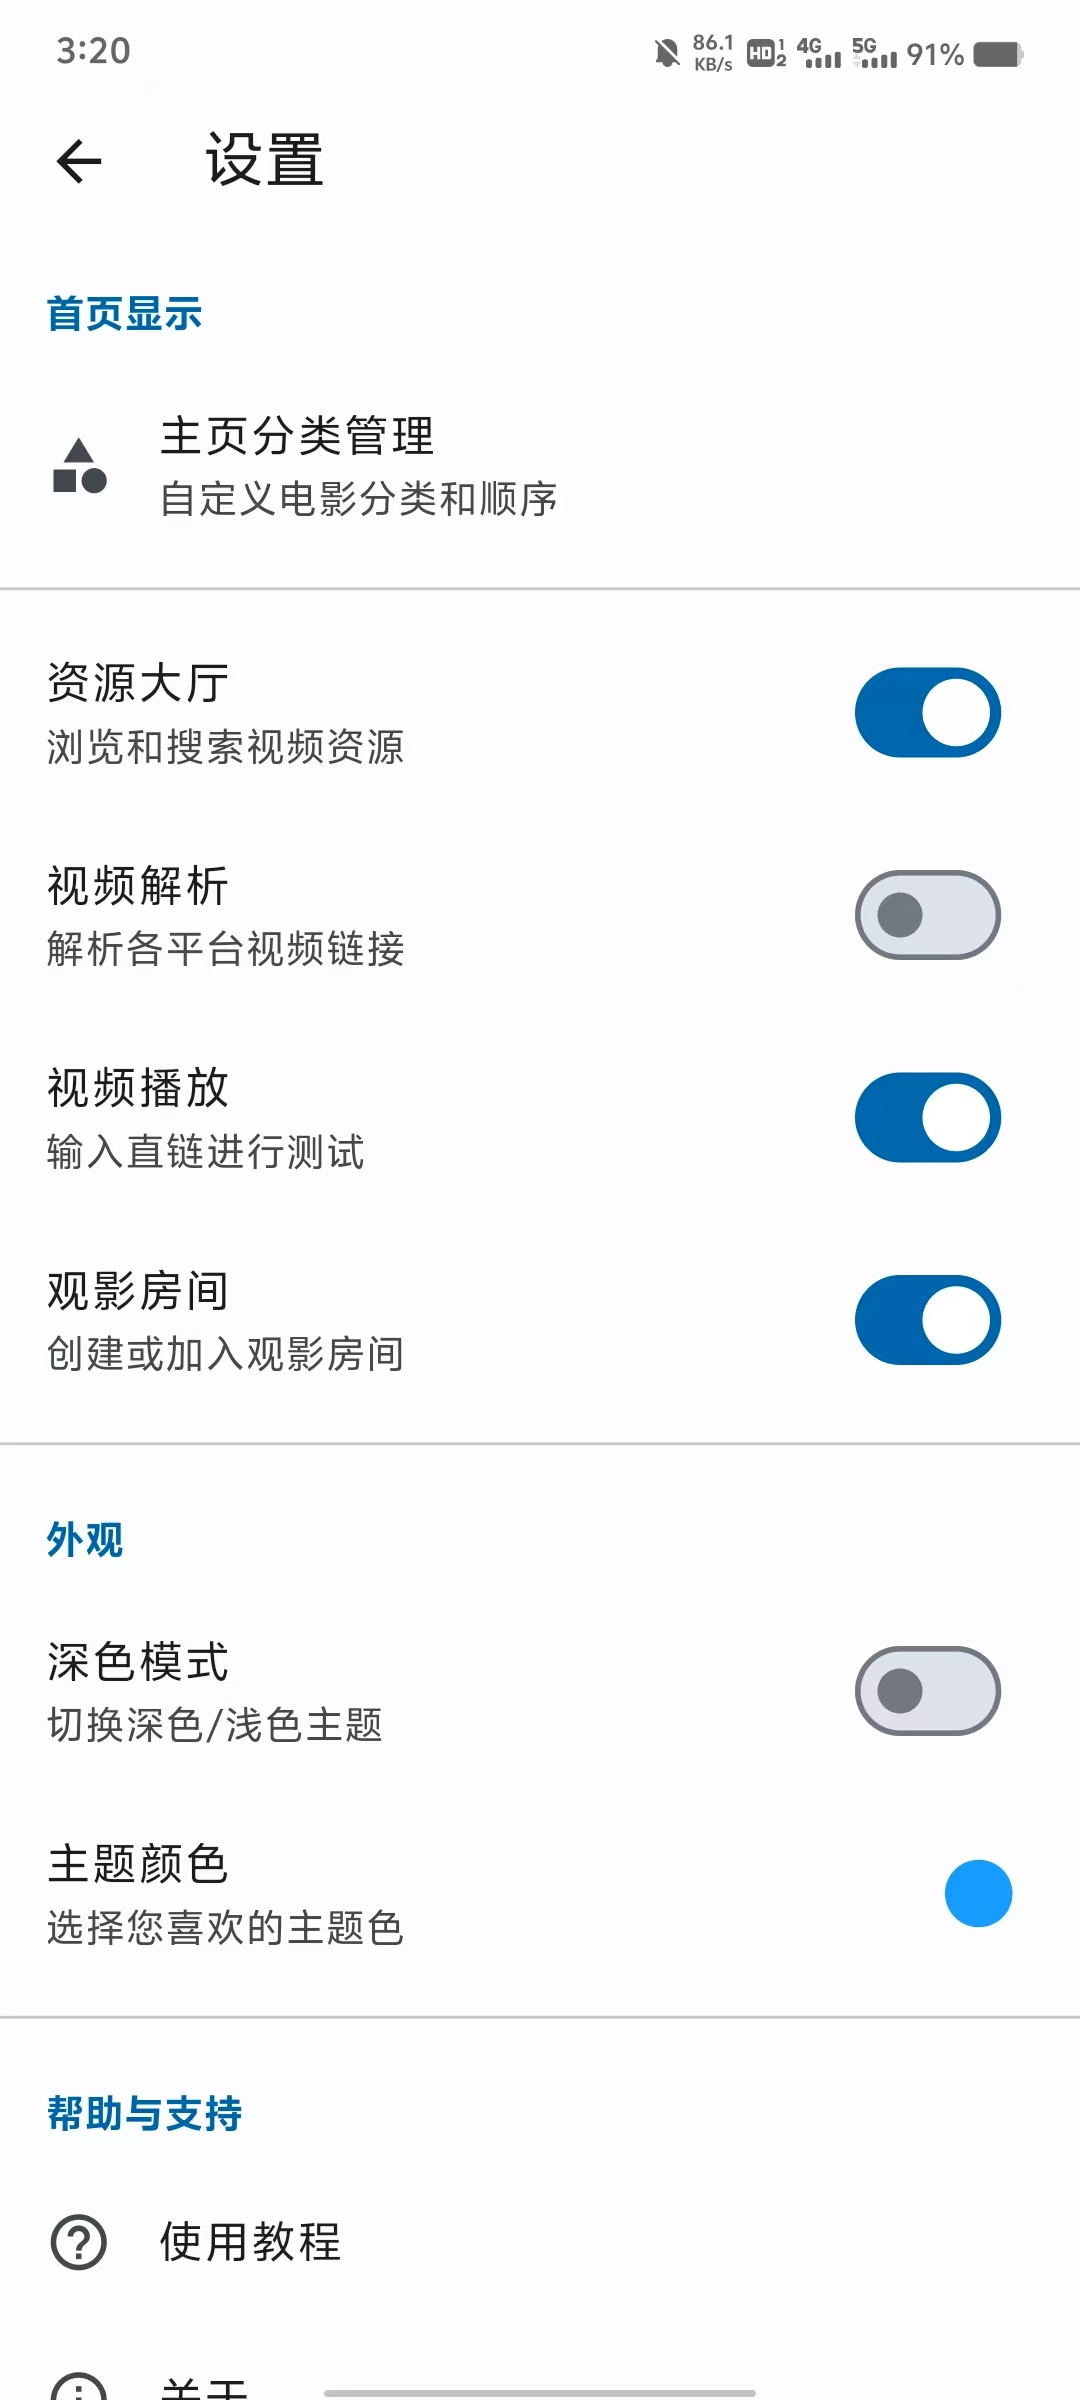 3:20
86.1 KB/s HD 1 2 4G 5G 91%
设置
首页显示
主页分类管理
自定义电影分类和顺序
资源大厅
浏览和搜索视频资源
视频解析
解析各平台视频链接
视频播放
输入直链进行测试
观影房间
创建或加入观影房间
外观
深色模式
切换深色/浅色主题
主题颜色
选择您喜欢的主题色
帮助与支持
使用教程
关于